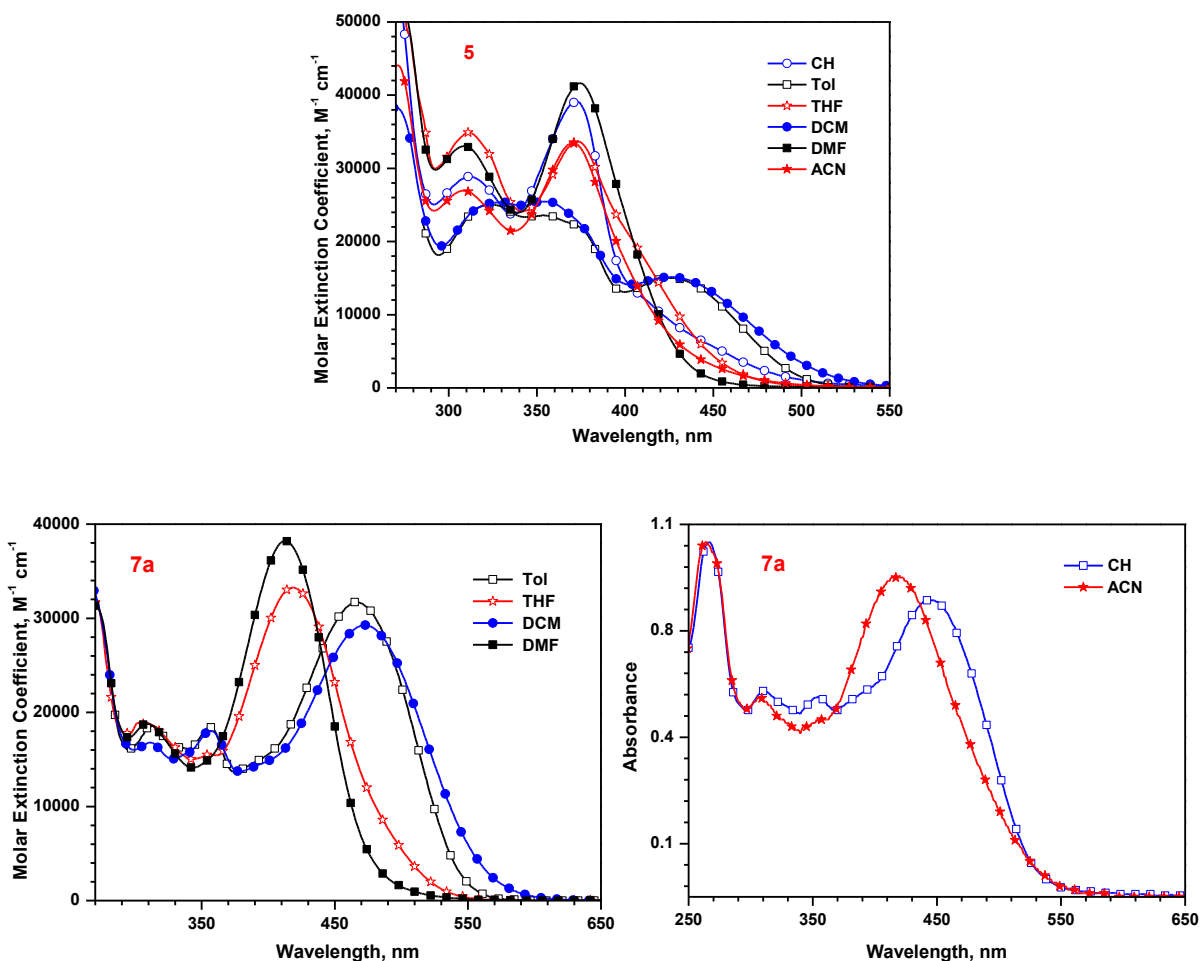 50000
40000
30000
20000
10000
0
Molar Extinction Coefficient, M⁻¹ cm⁻¹
5
CH
Tol
THF
DCM
DMF
ACN
300 350 400 450 500 550
Wavelength, nm
40000
30000
20000
10000
0
Molar Extinction Coefficient, M⁻¹ cm⁻¹
7a
Tol
THF
DCM
DMF
350 450 550 650
Wavelength, nm
1.1
0.8
0.4
0.1
Absorbance
7a
CH
ACN
250 350 450 550 650
Wavelength, nm